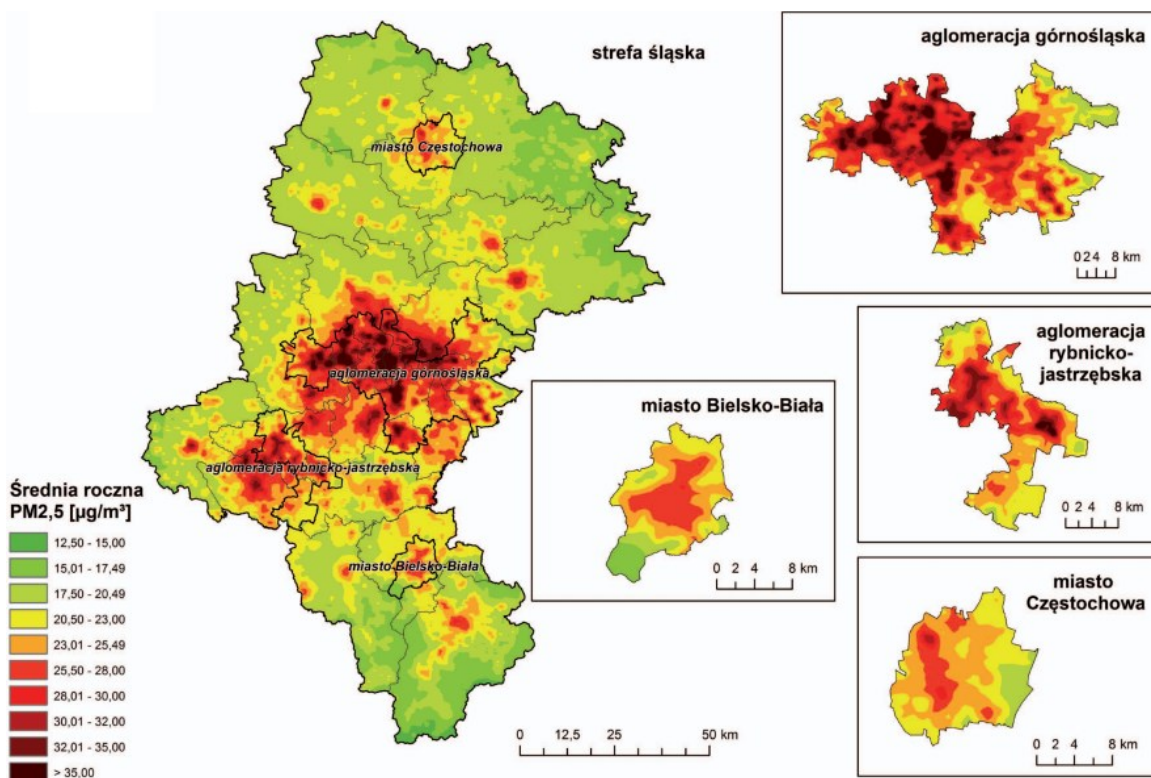 strefa śląska
miasto Częstochowa
aglomeracja górnośląska
aglomeracja rybnicko-jastrzębska
miasto Bielsko-Biała
Średnia roczna
PM2,5 [µg/m³]
12,50 - 15,00
15,01 - 17,49
17,50 - 20,49
20,50 - 23,00
23,01 - 25,49
25,50 - 28,00
28,01 - 30,00
30,01 - 32,00
32,01 - 35,00
> 35,00
0 12,5 25 50 km
aglomeracja górnośląska
0 2 4 8 km
aglomeracja
rybnicko-
jastrzębska
0 2 4 8 km
miasto Bielsko-Biała
0 2 4 8 km
miasto
Częstochowa
0 2 4 8 km